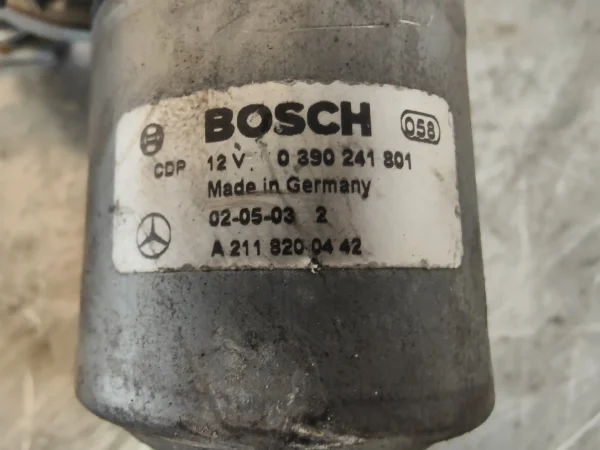 BOSCH 058
CDP 12 V. 0 390 241 801
Made in Germany
02-05-03 2
A 211 820 04 42